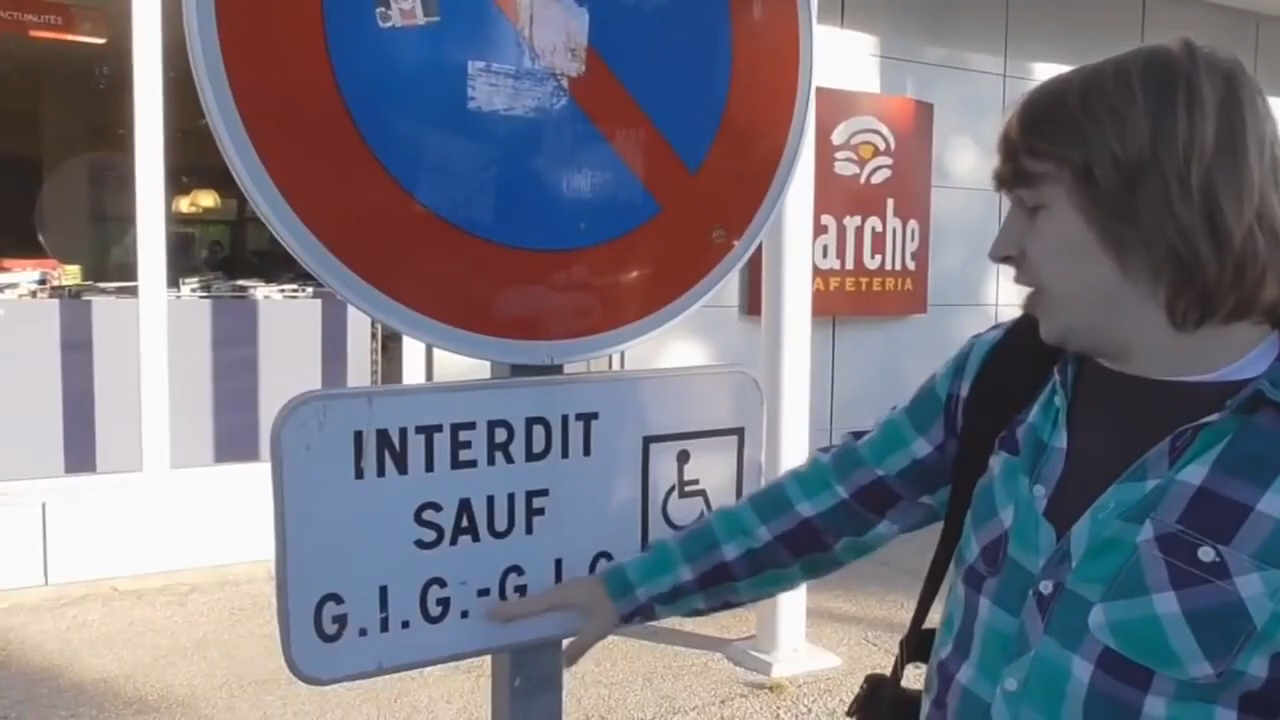 ACTUALITÉS
INTERDIT
SAUF
G.I.G.-G.I.C
arche
AFETERIA